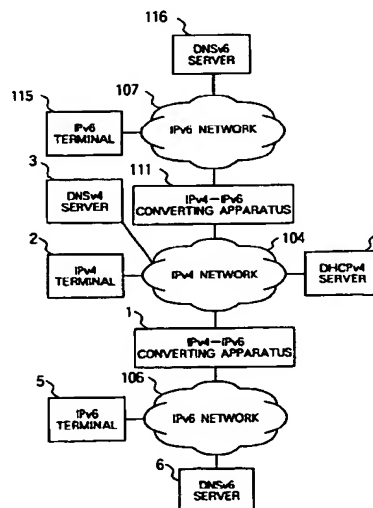 116
DNSv6
SERVER
115
107
IPv6
TERMINAL
IPv6 NETWORK
3
111
DNSv4
SERVER
IPv4-IPv6
CONVERTING APPARATUS
104
2
IPv4
TERMINAL
IPv4 NETWORK
DHCPv4
SERVER
1
IPv4-IPv6
CONVERTING APPARATUS
106
5
IPv6
TERMINAL
IPv6 NETWORK
6
DNSv6
SERVER